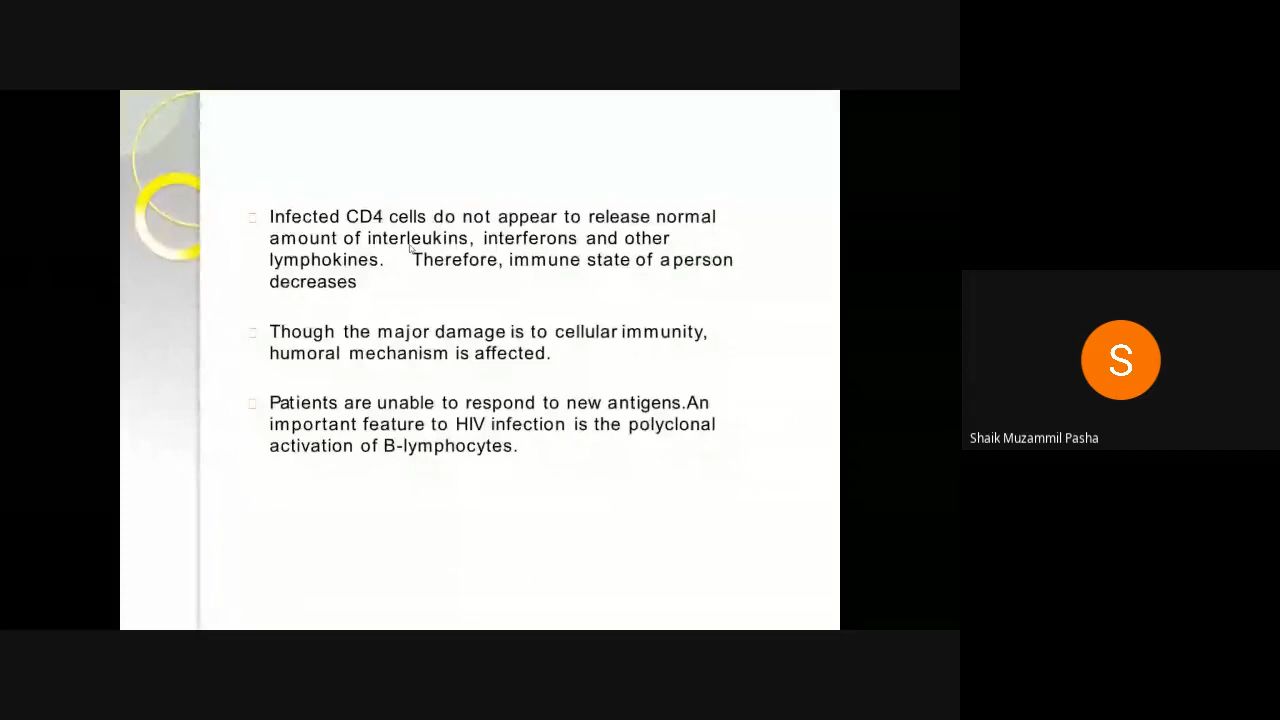 Infected CD4 cells do not appear to release normal
amount of interleukins, interferons and other
lymphokines. Therefore, immune state of a person
decreases
Though the major damage is to cellular immunity,
humoral mechanism is affected.
Patients are unable to respond to new antigens.An
important feature to HIV infection is the polyclonal
activation of B-lymphocytes.
S
Shaik Muzammil Pasha